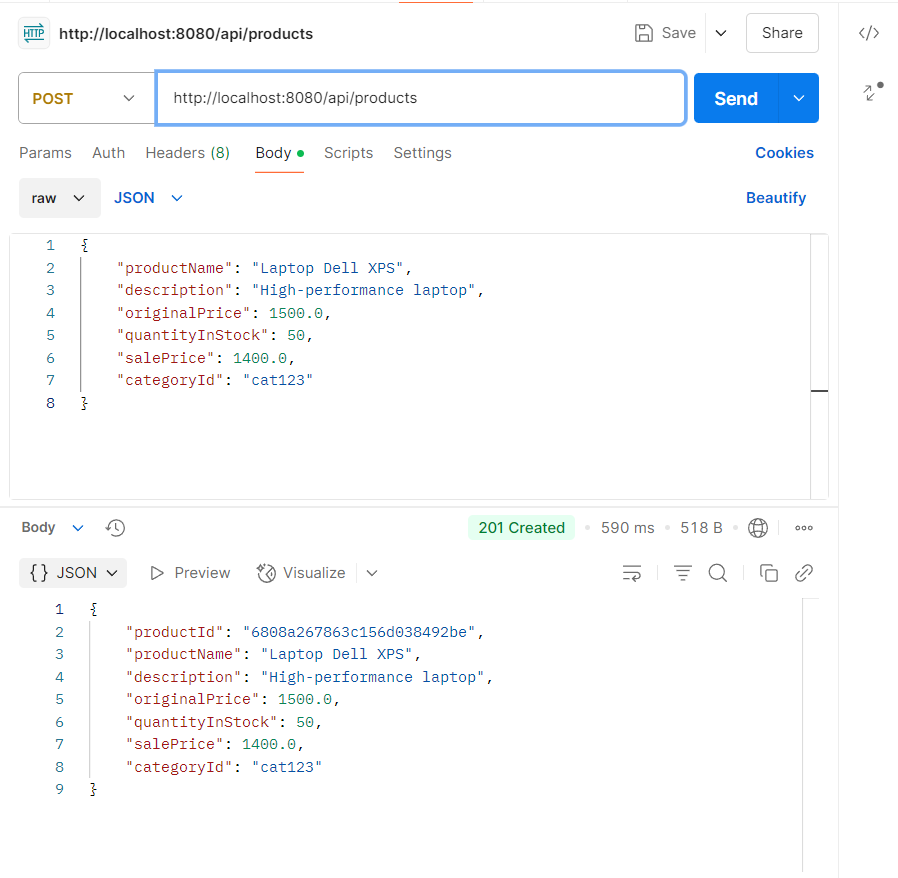 HTTP http://localhost:8080/api/products Save Share
POST http://localhost:8080/api/products Send
Params Auth Headers (8) Body Scripts Settings Cookies
raw JSON Beautify
1 {
2 "productName": "Laptop Dell XPS",
3 "description": "High-performance laptop",
4 "originalPrice": 1500.0,
5 "quantityInStock": 50,
6 "salePrice": 1400.0,
7 "categoryId": "cat123"
8 }
Body 201 Created 590 ms 518 B
{} JSON Preview Visualize
1 {
2 "productId": "6808a267863c156d038492be",
3 "productName": "Laptop Dell XPS",
4 "description": "High-performance laptop",
5 "originalPrice": 1500.0,
6 "quantityInStock": 50,
7 "salePrice": 1400.0,
8 "categoryId": "cat123"
9 }